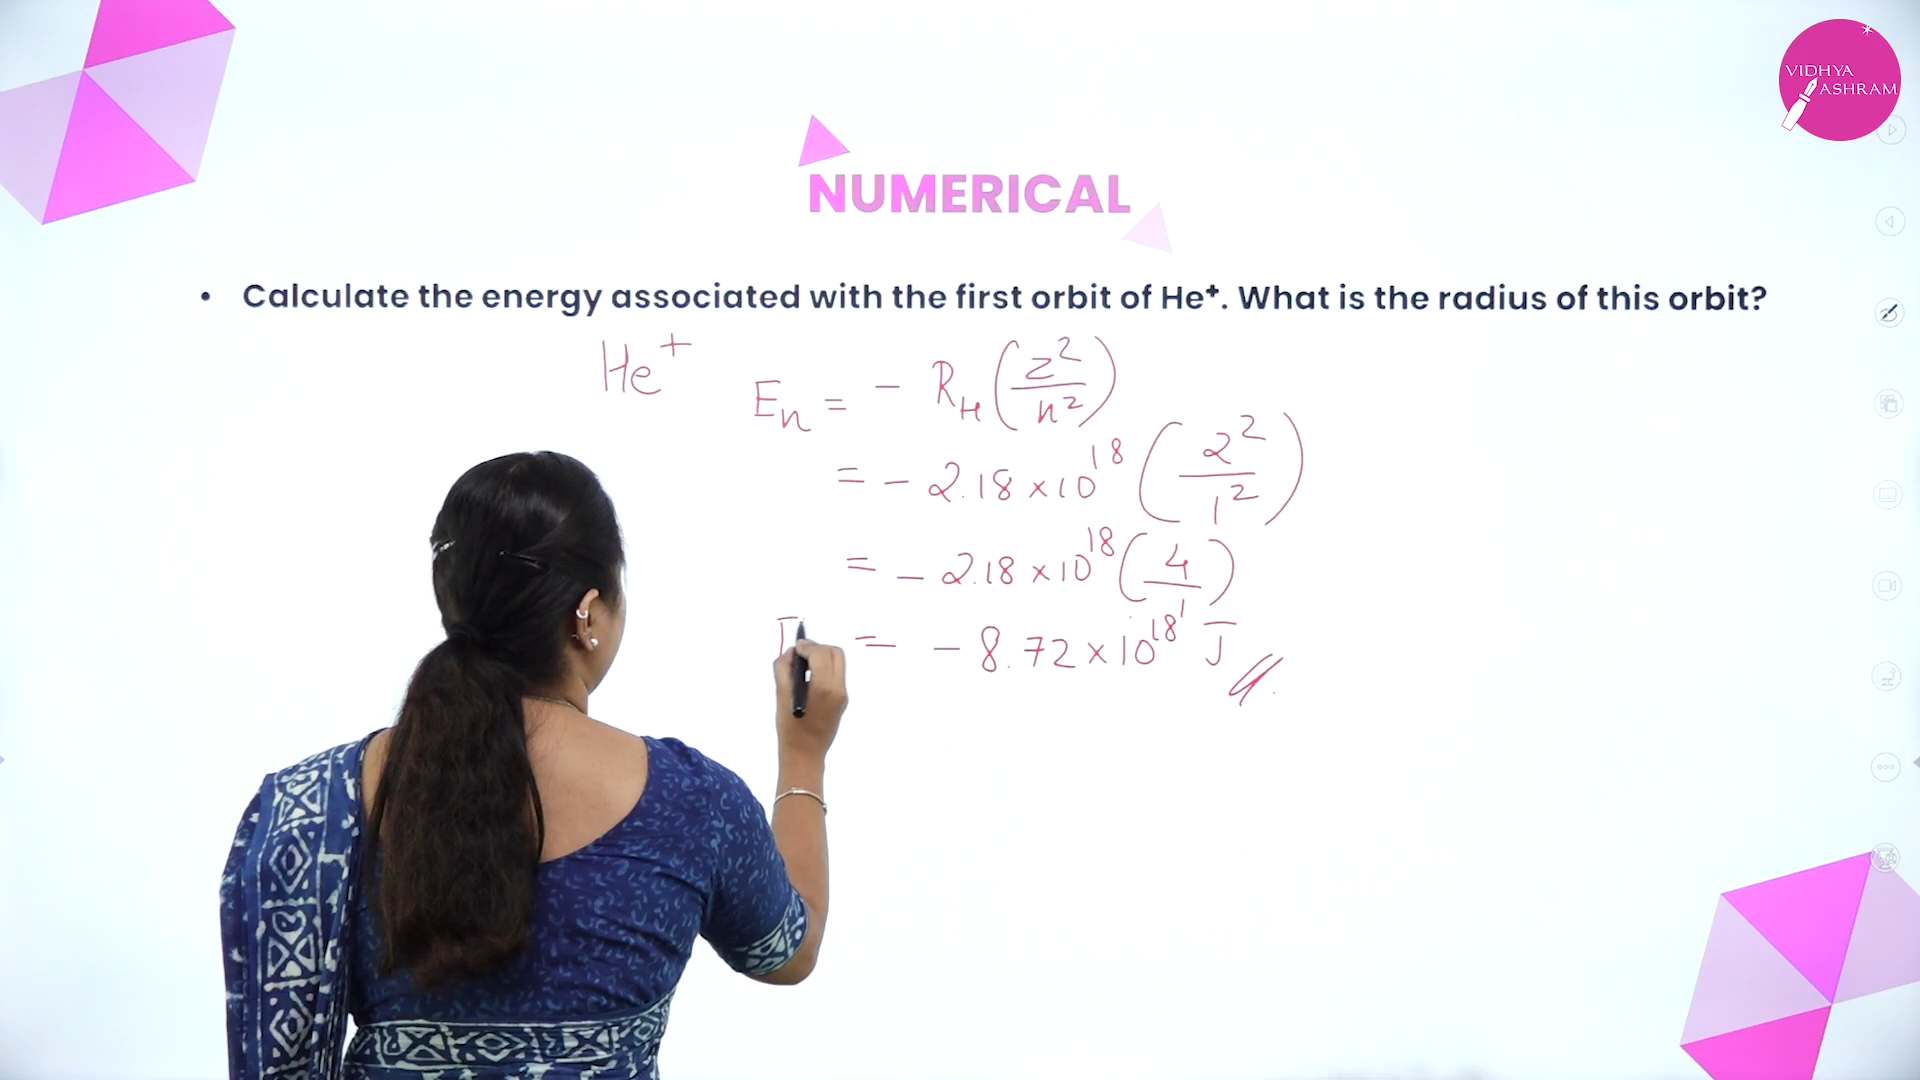 VIDHYA
ASHRAM
NUMERICAL
• Calculate the energy associated with the first orbit of He⁺. What is the radius of this orbit?
He⁺
Eₙ = - R_H (z²/n²)
= - 2.18 × 10¹⁸ (2²/1²)
= - 2.18 × 10¹⁸ (4/1)
= - 8.72 × 10¹⁸ J